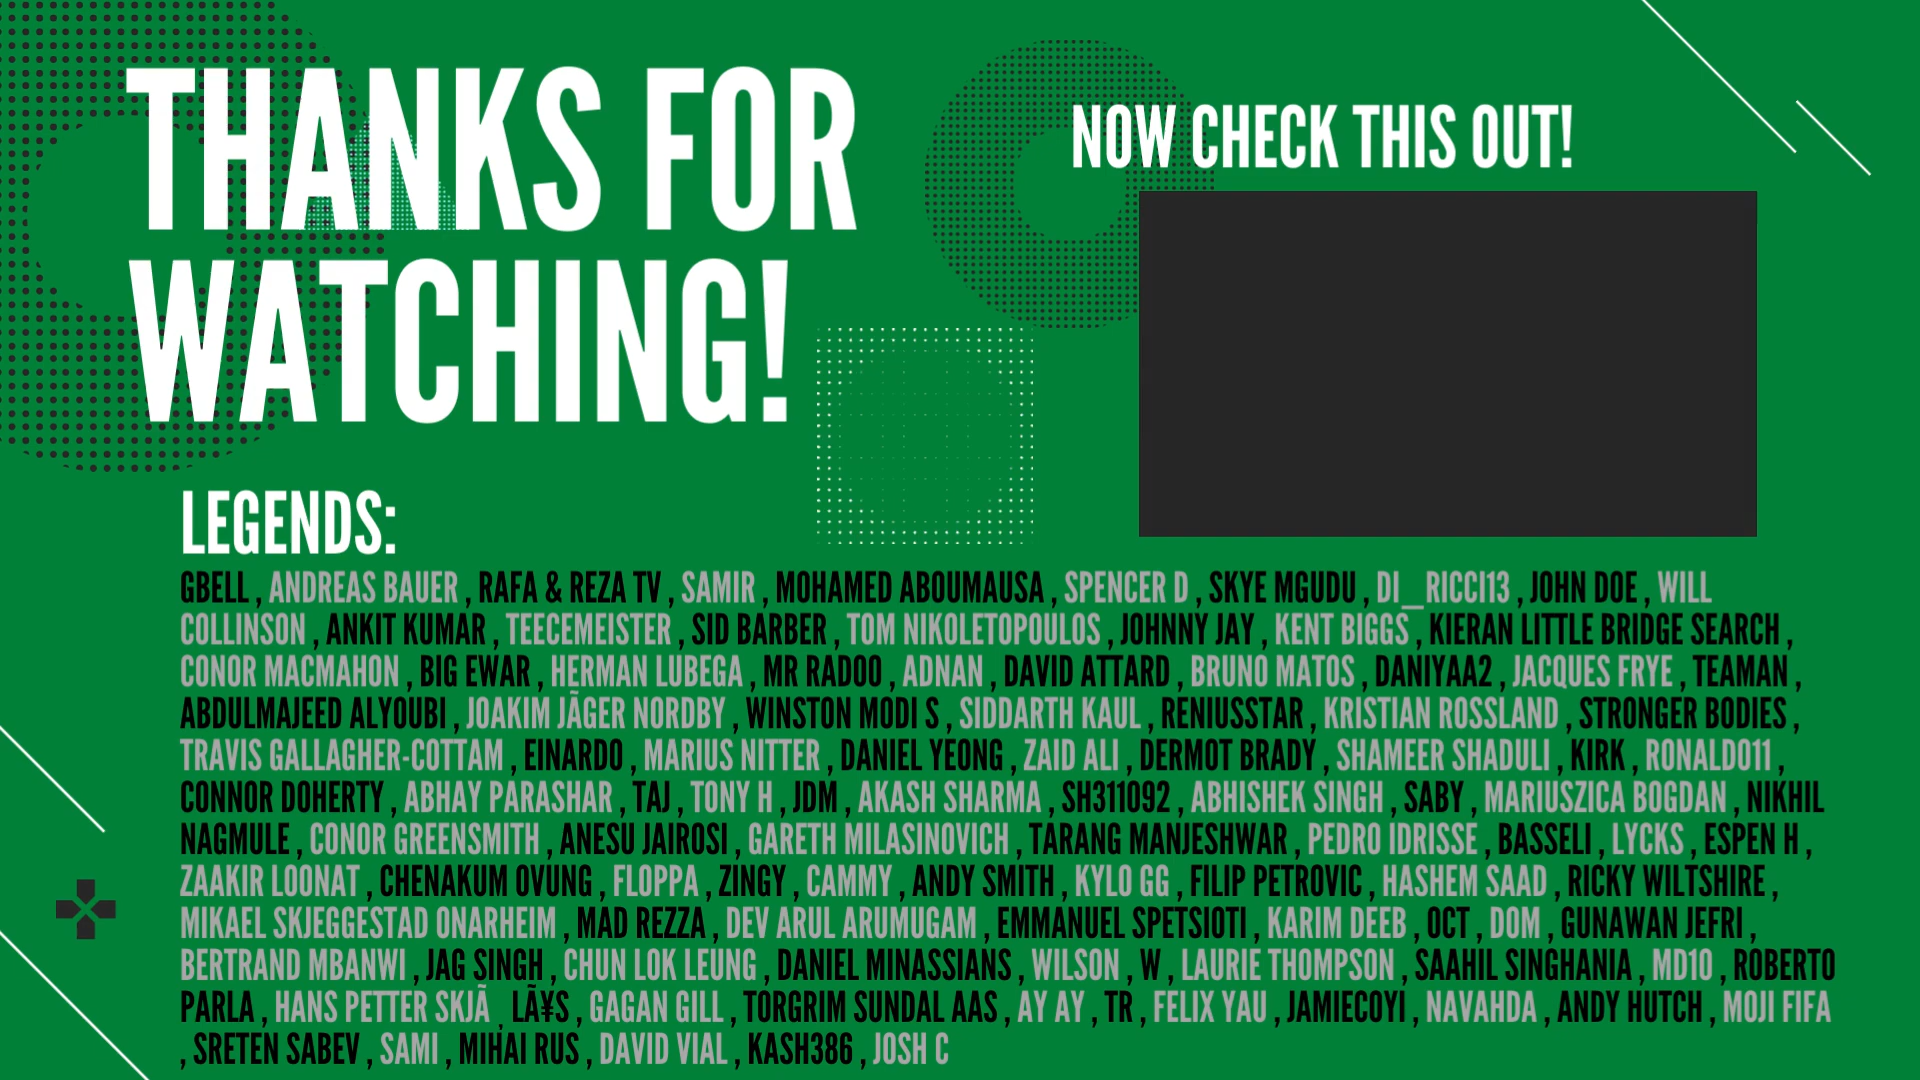 THANKS FOR
WATCHING!
NOW CHECK THIS OUT!
LEGENDS:
GBELL , ANDREAS BAUER , RAFA & REZA TV , SAMIR , MOHAMED ABOUMAUSA , SPENCER D , SKYE MGUDU , DI_RICCI13 , JOHN DOE , WILL
COLLINSON , ANKIT KUMAR , TEECEMEISTER , SID BARBER , TOM NIKOLETOPOULOS , JOHNNY JAY , KENT BIGGS , KIERAN LITTLE BRIDGE SEARCH ,
CONOR MACMAHON , BIG EWAR , HERMAN LUBEGA , MR RADOO , ADNAN , DAVID ATTARD , BRUNO MATOS , DANIYAA2 , JACQUES FRYE , TEAMAN ,
ABDULMAJEED ALYOUBI , JOAKIM JÃGER NORDBY , WINSTON MODI S , SIDDARTH KAUL , RENIUSSTAR , KRISTIAN ROSSLAND , STRONGER BODIES ,
TRAVIS GALLAGHER-COTTAM , EINARDO , MARIUS NITTER , DANIEL YEONG , ZAID ALI , DERMOT BRADY , SHAMEER SHADULI , KIRK , RONALDO11 ,
CONNOR DOHERTY , ABHAY PARASHAR , TAJ , TONY H , JDM , AKASH SHARMA , SH311092 , ABHISHEK SINGH , SABY , MARIUSZICA BOGDAN , NIKHIL
NAGMULE , CONOR GREENSMITH , ANESU JAIROSI , GARETH MILASINOVICH , TARANG MANJESHWAR , PEDRO IDRISSE , BASSELI , LYCKS , ESPEN H ,
ZAAKIR LOONAT , CHENAKUM OVUNG , FLOPPA , ZINGY , CAMMY , ANDY SMITH , KYLO GG , FILIP PETROVIC , HASHEM SAAD , RICKY WILTSHIRE ,
MIKAEL SKJEGGESTAD ONARHEIM , MAD REZZA , DEV ARUL ARUMUGAM , EMMANUEL SPETSIOTI , KARIM DEEB , OCT , DOM , GUNAWAN JEFRI ,
BERTRAND MBANWI , JAG SINGH , CHUN LOK LEUNG , DANIEL MINASSIANS , WILSON , W , LAURIE THOMPSON , SAAHIL SINGHANIA , MD10 , ROBERTO
PARLA , HANS PETTER SKJÃ , LÃ¥S , GAGAN GILL , TORGRIM SUNDAL AAS , AY AY , TR , FELIX YAU , JAMIECOYI , NAVAHDA , ANDY HUTCH , MOJI FIFA
, SRETEN SABEV , SAMI , MIHAI RUS , DAVID VIAL , KASH386 , JOSH C